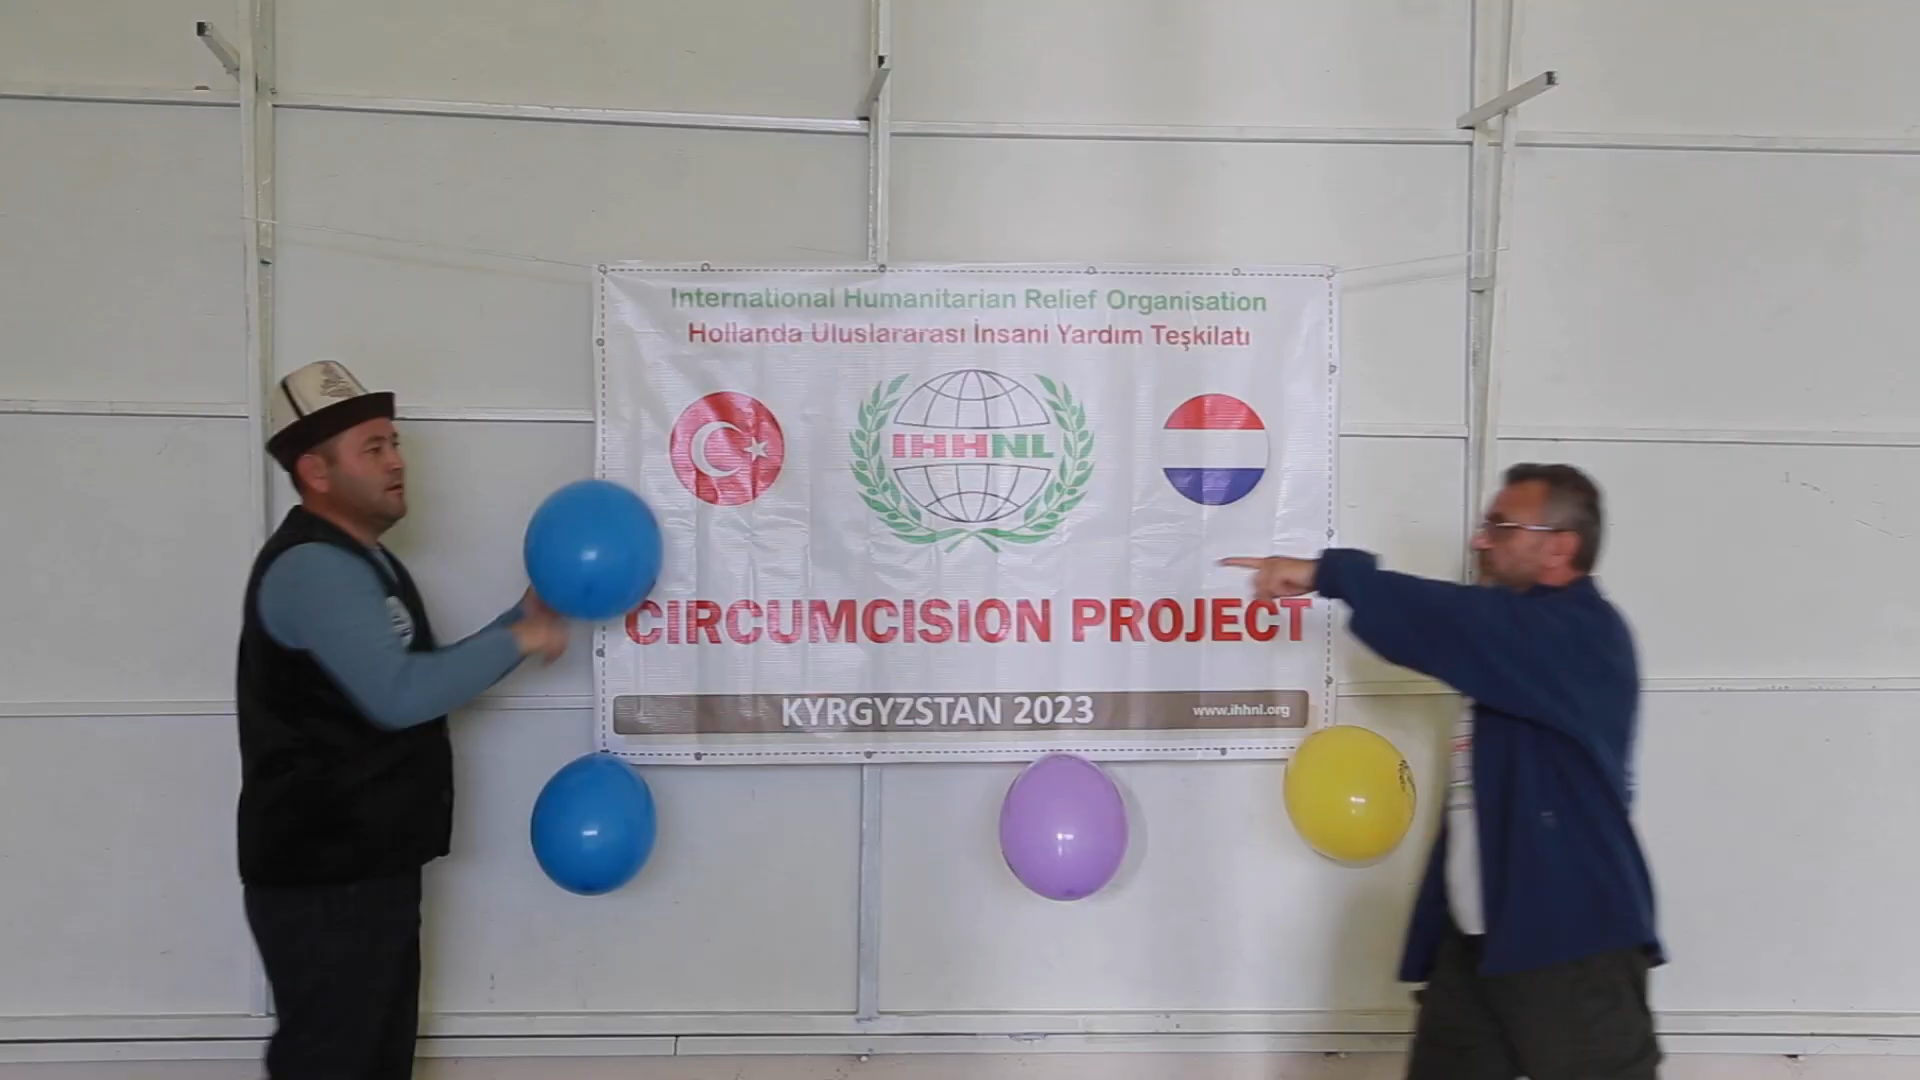 International Humanitarian Relief Organisation
Hollanda Uluslararası İnsani Yardım Teşkilatı
IHHNL
CIRCUMCISION PROJECT
KYRGYZSTAN 2023
www.ihhnl.org